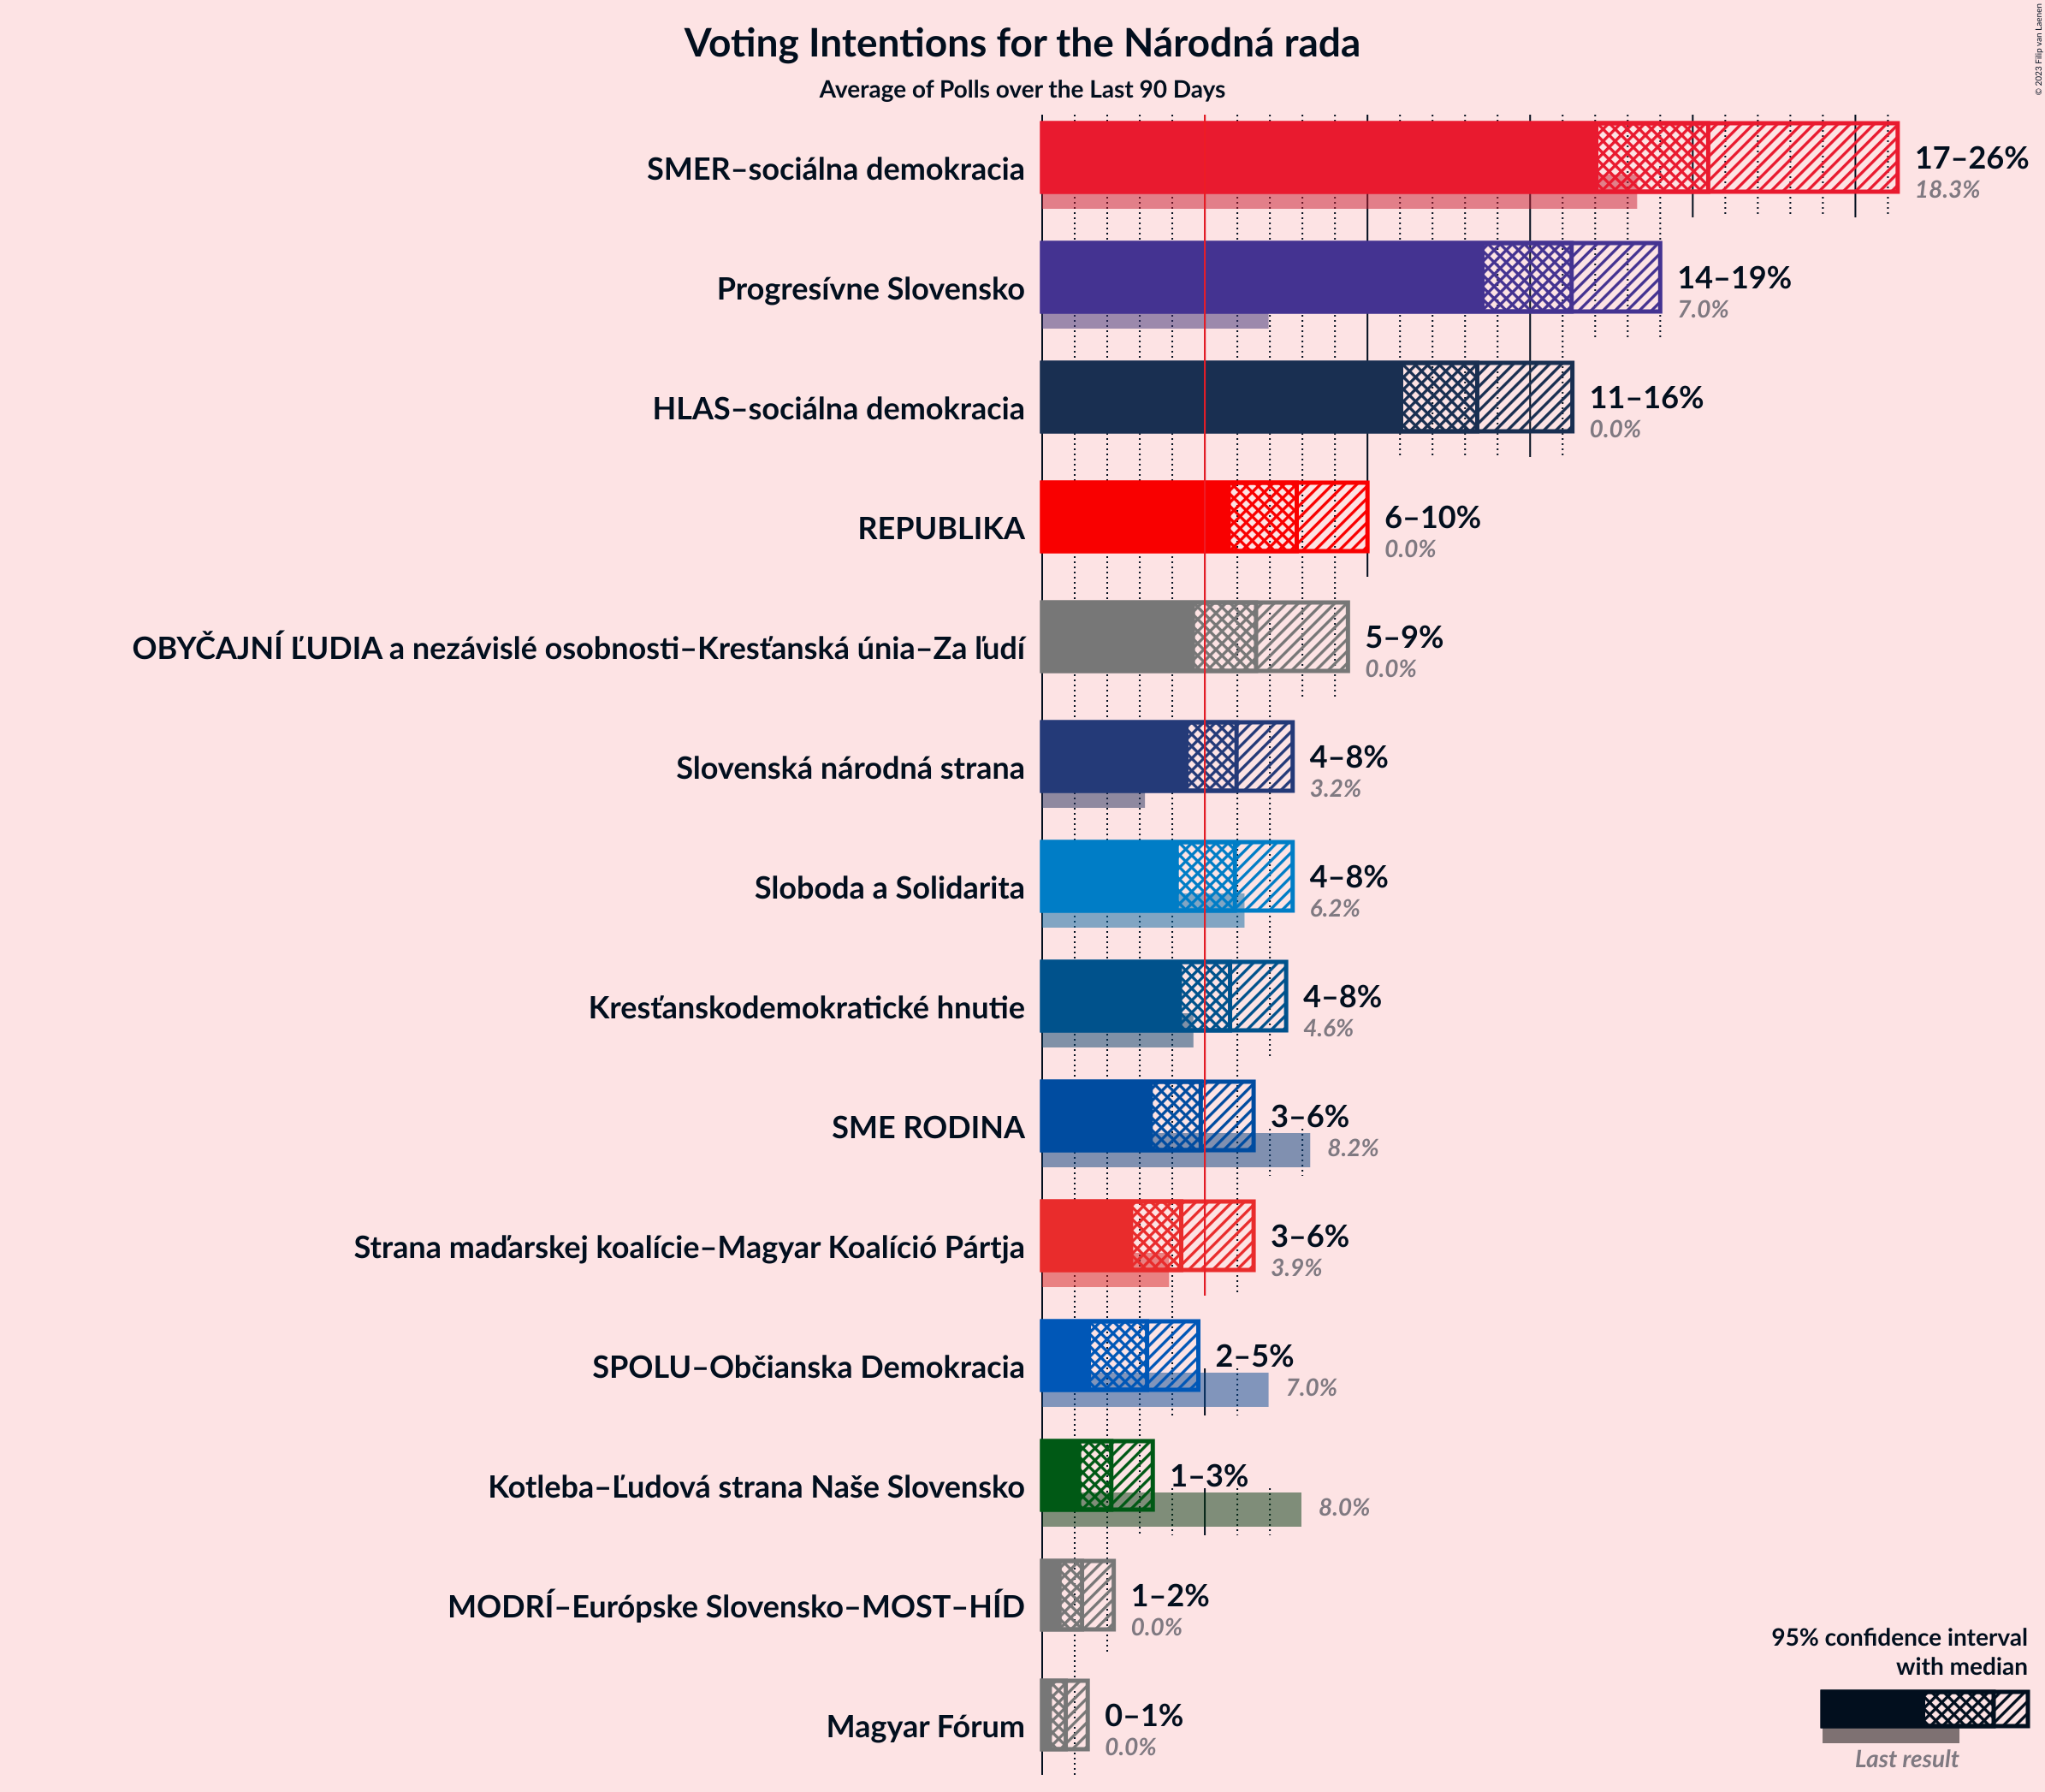 Voting Intentions for the Národná rada
Average of Polls over the Last 90 Days
© 2023 Filip van Laenen
SMER–sociálna demokracia
17–26%
18.3%
Progresívne Slovensko
14–19%
7.0%
HLAS–sociálna demokracia
11–16%
0.0%
REPUBLIKA
6–10%
0.0%
OBYČAJNÍ ĽUDIA a nezávislé osobnosti–Kresťanská únia–Za ľudí
5–9%
0.0%
Slovenská národná strana
4–8%
3.2%
Sloboda a Solidarita
4–8%
6.2%
Kresťanskodemokratické hnutie
4–8%
4.6%
SME RODINA
3–6%
8.2%
Strana maďarskej koalície–Magyar Koalíció Pártja
3–6%
3.9%
SPOLU–Občianska Demokracia
2–5%
7.0%
Kotleba–Ľudová strana Naše Slovensko
1–3%
8.0%
MODRÍ–Európske Slovensko–MOST–HÍD
1–2%
0.0%
Magyar Fórum
0–1%
0.0%
95% confidence interval
with median
Last result